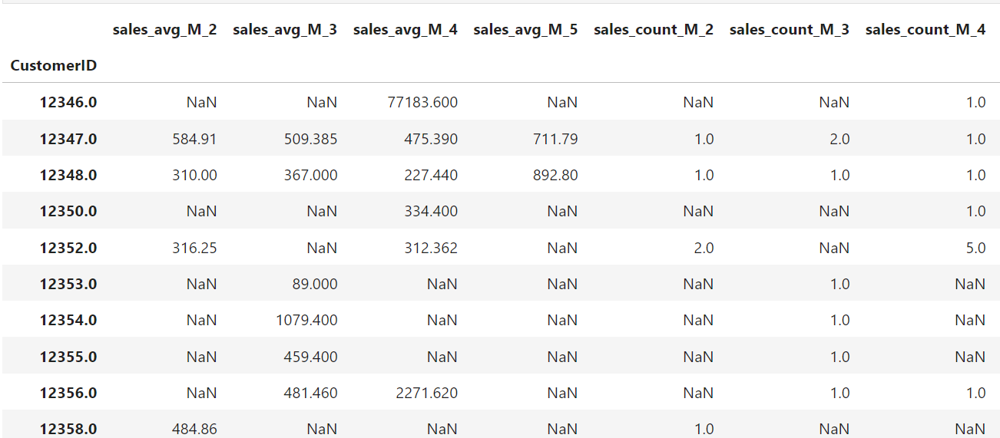 sales_avg_M_2 sales_avg_M_3 sales_avg_M_4 sales_avg_M_5 sales_count_M_2 sales_count_M_3 sales_count_M_4
CustomerID
12346.0 NaN NaN 77183.600 NaN NaN NaN 1.0
12347.0 584.91 509.385 475.390 711.79 1.0 2.0 1.0
12348.0 310.00 367.000 227.440 892.80 1.0 1.0 1.0
12350.0 NaN NaN 334.400 NaN NaN NaN 1.0
12352.0 316.25 NaN 312.362 NaN 2.0 NaN 5.0
12353.0 NaN 89.000 NaN NaN NaN 1.0 NaN
12354.0 NaN 1079.400 NaN NaN NaN 1.0 NaN
12355.0 NaN 459.400 NaN NaN NaN 1.0 NaN
12356.0 NaN 481.460 2271.620 NaN NaN 1.0 1.0
12358.0 484.86 NaN NaN NaN 1.0 NaN NaN